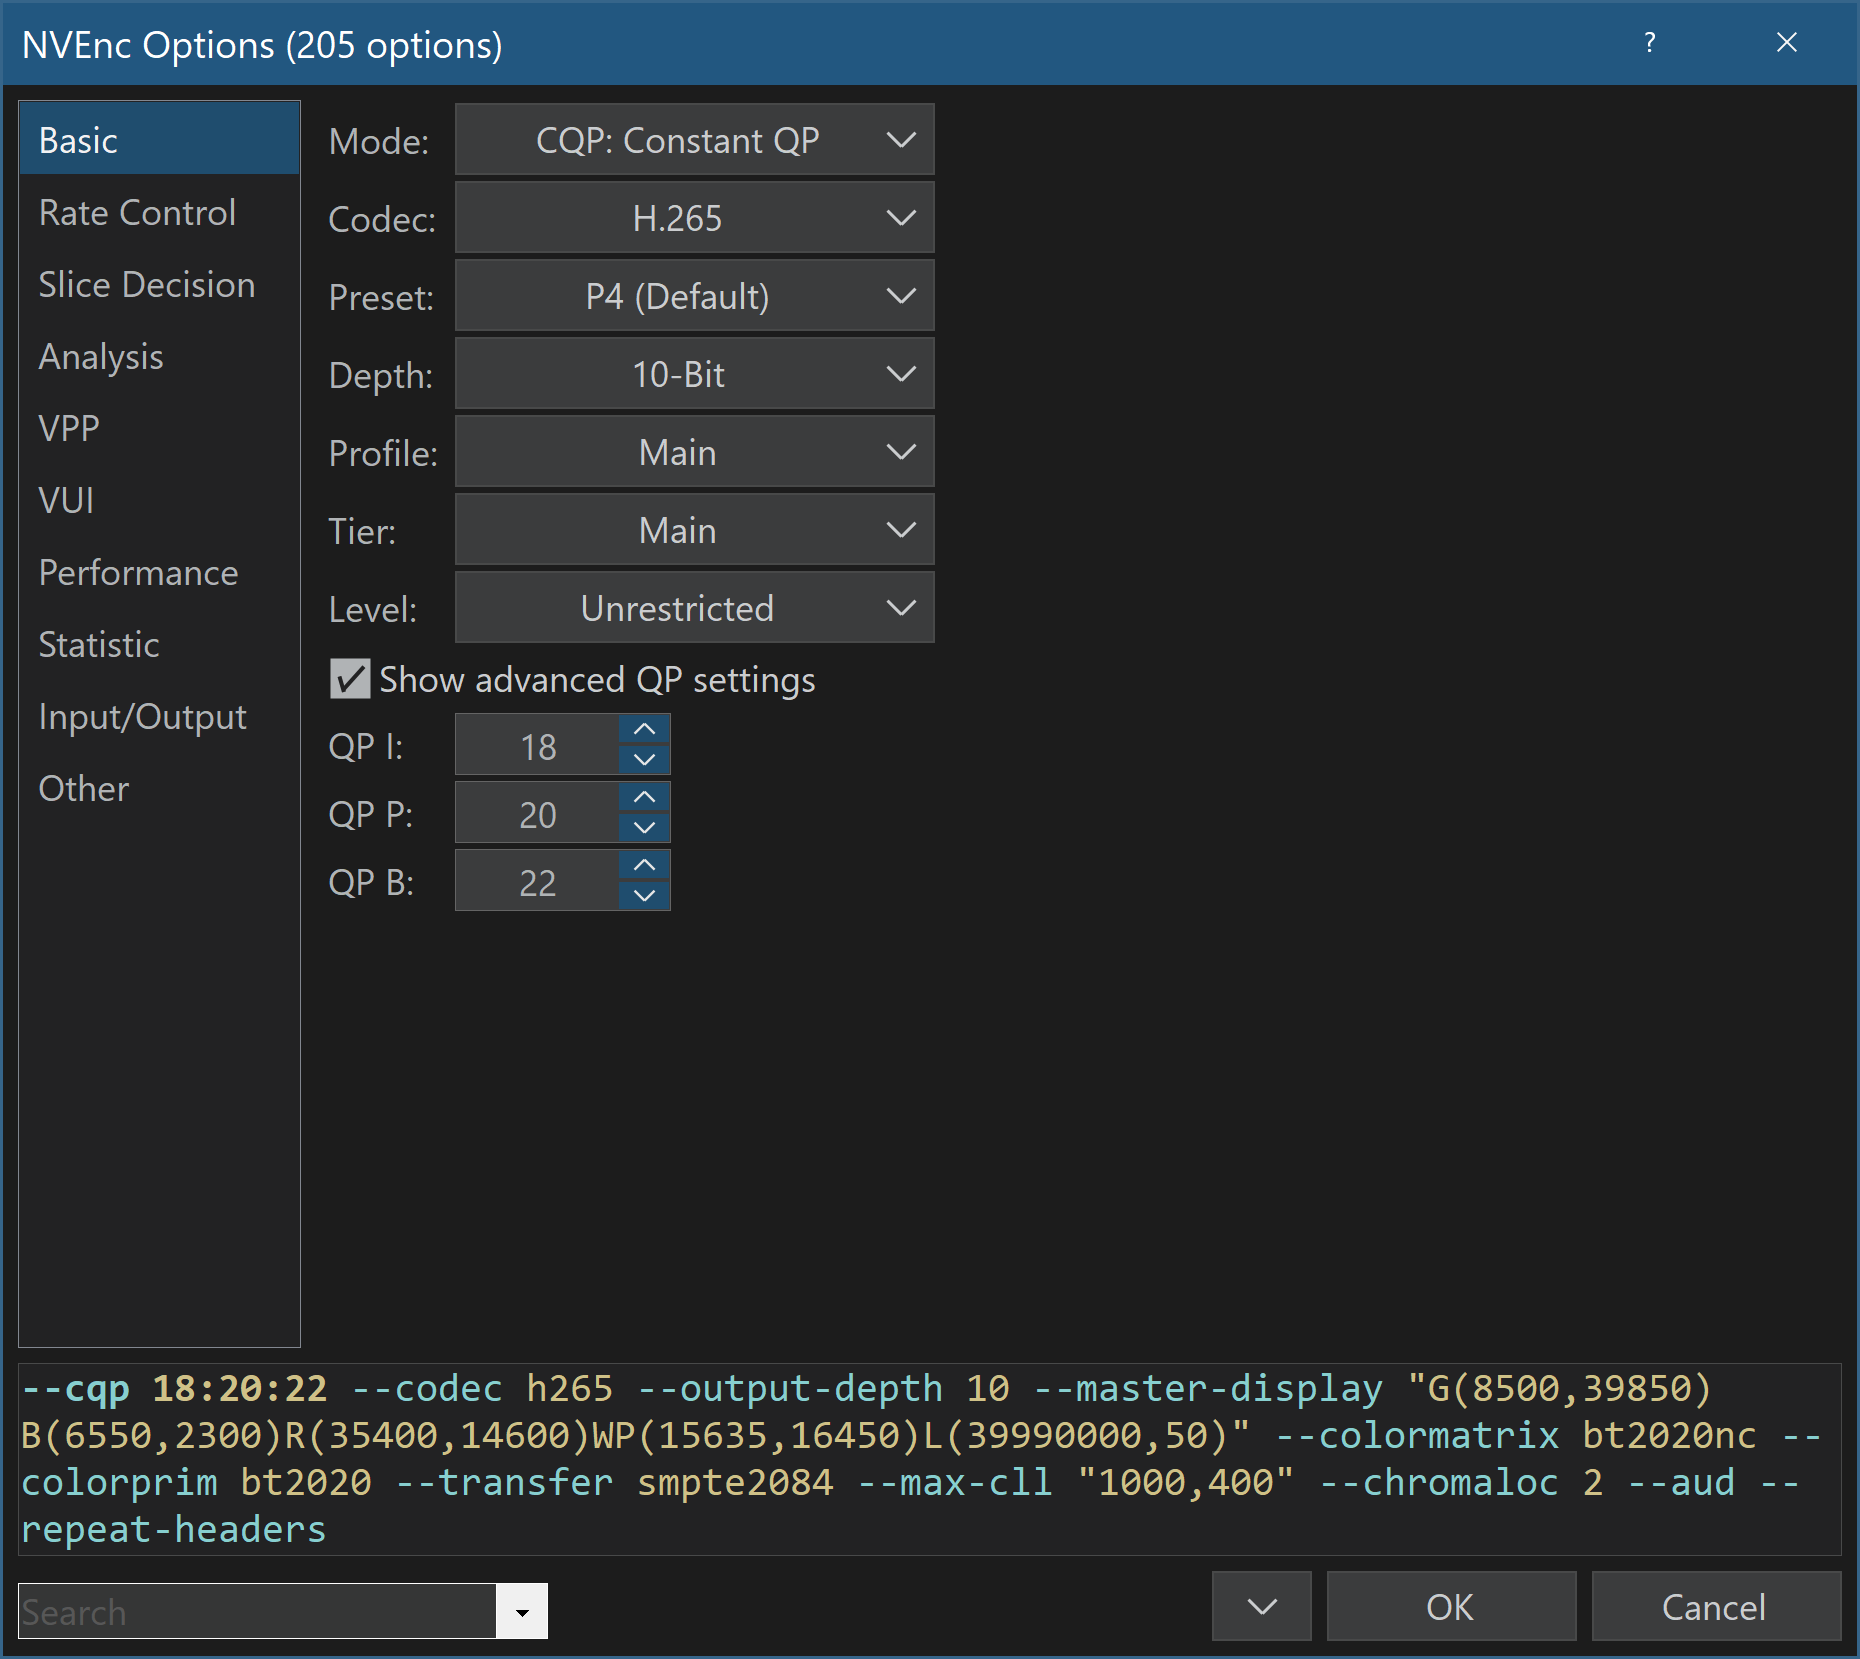 NVEnc Options (205 options)
?
Basic
Rate Control
Slice Decision
Analysis
VPP
VUI
Performance
Statistic
Input/Output
Other
Mode: CQP: Constant QP
Codec: H.265
Preset: P4 (Default)
Depth: 10-Bit
Profile: Main
Tier: Main
Level: Unrestricted
Show advanced QP settings
QP I: 18
QP P: 20
QP B: 22
--cqp 18:20:22 --codec h265 --output-depth 10 --master-display "G(8500,39850)
B(6550,2300)R(35400,14600)WP(15635,16450)L(39990000,50)" --colormatrix bt2020nc --
colorprim bt2020 --transfer smpte2084 --max-cll "1000,400" --chromaloc 2 --aud --
repeat-headers
Search
OK
Cancel